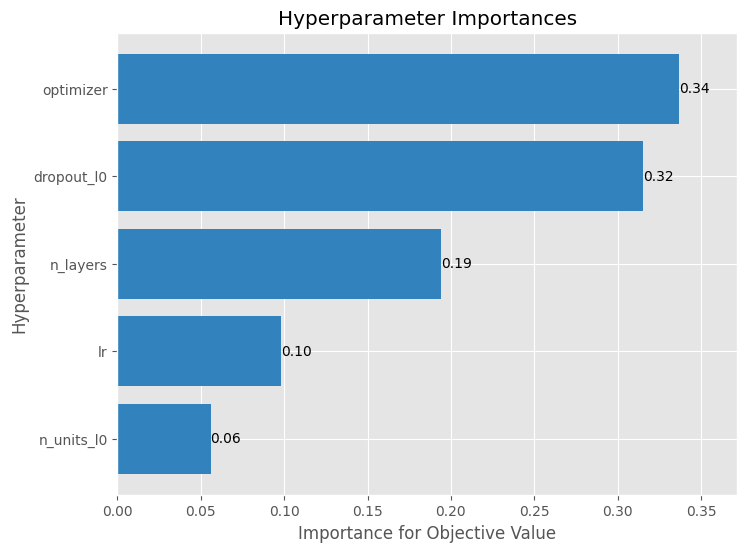 Hyperparameter Importances
Hyperparameter
optimizer
0.34
dropout_l0
0.32
n_layers
0.19
lr
0.10
n_units_l0
0.06
0.00 0.05 0.10 0.15 0.20 0.25 0.30 0.35
Importance for Objective Value